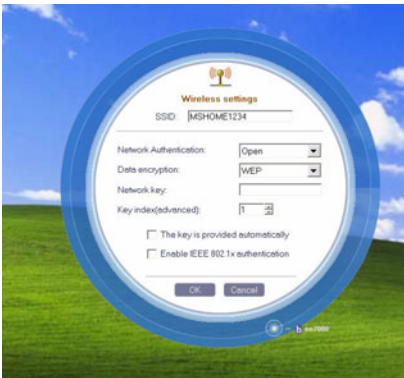 Wireless settings
SSID: MSHOME1234
Network Authentication: Open
Data encryption: WEP
Network key:
Key index(advanced): 1
The key is provided automatically
Enable IEEE 802.1x authentication
OK Cancel